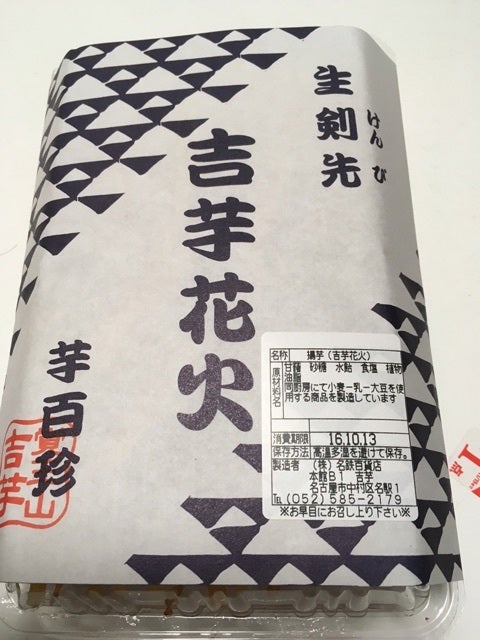 生剣先
けんぴ
吉芋花火
芋百珍
吉芋
名称 揚芋(吉芋花火)
原材料名 甘藷 砂糖 水飴 食塩 植物
油脂
同厨房にて小麦ー乳ー大豆を使
用する商品を製造しています
消費期限 16.10.13
保存方法 高温多湿を避けて保存。
製造者 (株)名鉄百貨店
本館B1 吉芋
名古屋市中村区名駅1
℡(052)585-2179
※お早目にお召し上り下さい※